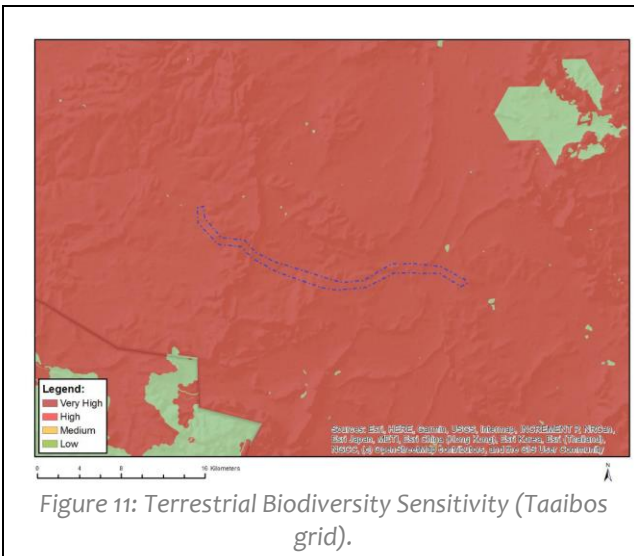 Legend:
Very High
High
Medium
Low
Sources: Esri, HERE, Garmin, USGS, Intermap, INCREMENT P, NRCan,
Esri Japan, METI, Esri China (Hong Kong), Esri Korea, Esri (Thailand),
NGCC, (c) OpenStreetMap contributors, and the GIS User Community
0 4 8 16 Kilometers
N
Figure 11: Terrestrial Biodiversity Sensitivity (Taaibos
grid).